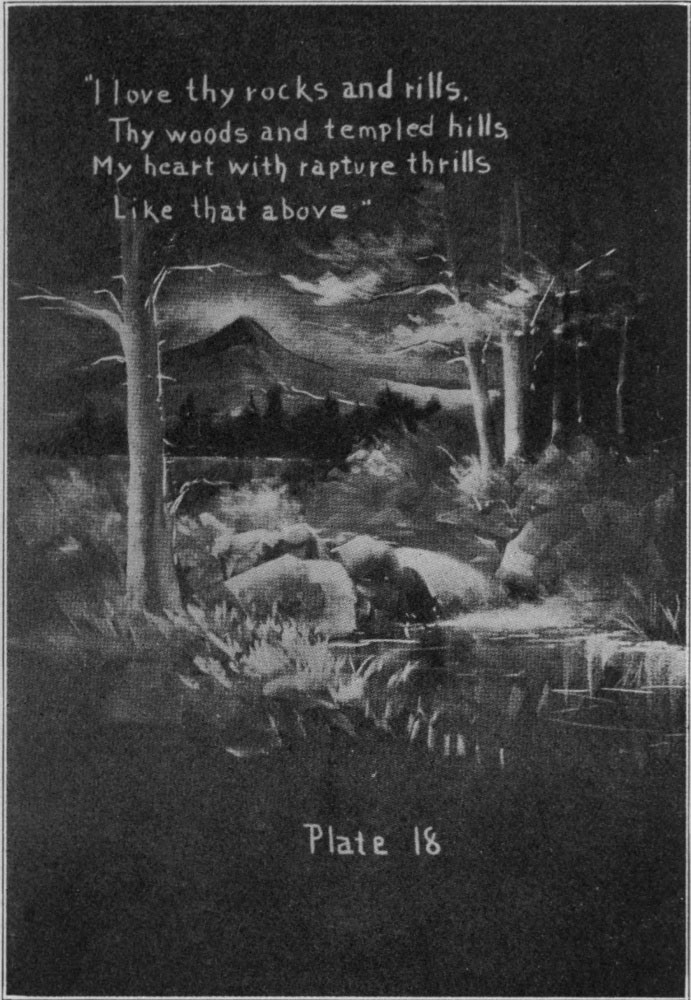 "I love thy rocks and rills,
Thy woods and templed hills,
My heart with rapture thrills
Like that above"
Plate 18